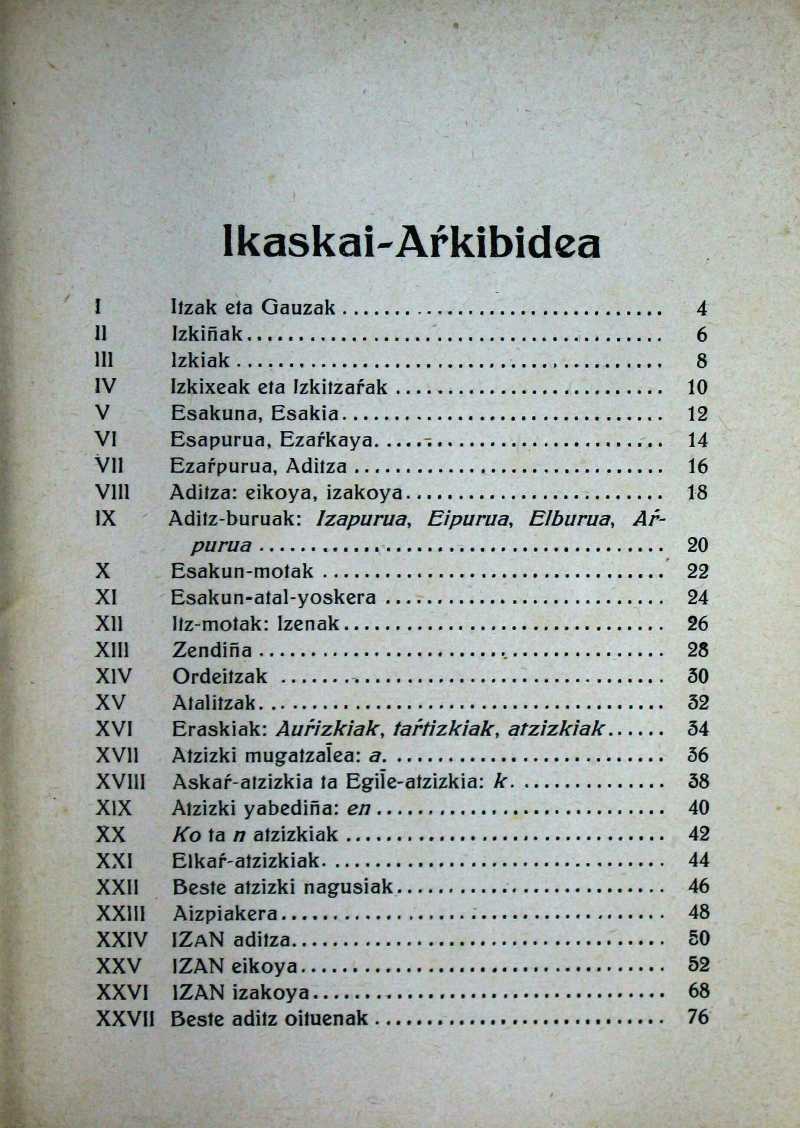 Ikaskai-Aŕkibidea
I Itzak eta Gauzak . . . . . . . . . . . . . . . . . . . . . . . . . . . . . . . 4
II Izkiñak . . . . . . . . . . . . . . . . . . . . . . . . . . . . . . . 6
III Izkiak . . . . . . . . . . . . . . . . . . . . . . . . . . . . . . . 8
IV Izkixeak eta Izkitzaŕak . . . . . . . . . . . . . . . . . . . . . . . . . . 10
V Esakuna, Esakia . . . . . . . . . . . . . . . . . . . . . . . . . . . . . 12
VI Esapurua, Ezaŕkaya . . . . . . . . . . . . . . . . . . . . . . . . . . 14
VII Ezaŕpurua, Aditza . . . . . . . . . . . . . . . . . . . . . . . . . . . . 16
VIII Aditza: eikoya, izakoya . . . . . . . . . . . . . . . . . . . . . . . . 18
IX Aditz-buruak: Izapurua, Eipurua, Elburua, Aŕ-
purua . . . . . . . . . . . . . . . . . . . . . . . . . . . . . . . 20
X Esakun-motak . . . . . . . . . . . . . . . . . . . . . . . . . . . . . . . 22
XI Esakun-atal-yoskera . . . . . . . . . . . . . . . . . . . . . . . . . . 24
XII Itz-motak: Izenak . . . . . . . . . . . . . . . . . . . . . . . . . . . . . 26
XIII Zendiña . . . . . . . . . . . . . . . . . . . . . . . . . . . . . . . 28
XIV Ordeitzak . . . . . . . . . . . . . . . . . . . . . . . . . . . . . . . 30
XV Atalitzak . . . . . . . . . . . . . . . . . . . . . . . . . . . . . . . 32
XVI Eraskiak: Auŕizkiak, taŕtizkiak, atzizkiak . . . . . . 34
XVII Atzizki mugatzal̄ea: a . . . . . . . . . . . . . . . . . . . . . . . . . . 36
XVIII Askaŕ-atzizkia ta Egil̄e-atzizkia: k . . . . . . . . . . . . . . . 38
XIX Atzizki yabediña: en . . . . . . . . . . . . . . . . . . . . . . . . . . . 40
XX Ko ta n atzizkiak . . . . . . . . . . . . . . . . . . . . . . . . . . . . . 42
XXI Elkaŕ-atzizkiak . . . . . . . . . . . . . . . . . . . . . . . . . . . . . . 44
XXII Beste atzizki nagusiak . . . . . . . . . . . . . . . . . . . . . . . . . 46
XXIII Aizpiakera . . . . . . . . . . . . . . . . . . . . . . . . . . . . . . . 48
XXIV IZAN aditza . . . . . . . . . . . . . . . . . . . . . . . . . . . . . . . 50
XXV IZAN eikoya . . . . . . . . . . . . . . . . . . . . . . . . . . . . . . . 52
XXVI IZAN izakoya . . . . . . . . . . . . . . . . . . . . . . . . . . . . . . . 68
XXVII Beste aditz oituenak . . . . . . . . . . . . . . . . . . . . . . . . . . . 76